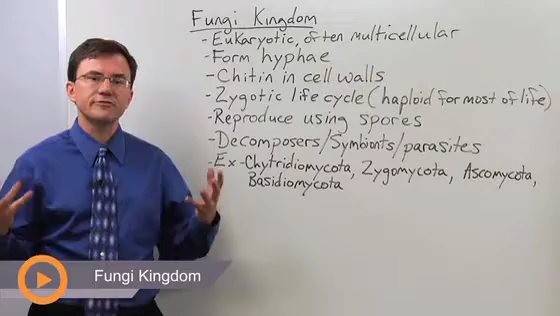 Fungi Kingdom
- Eukaryotic, often multicellular
- Form hyphae
- Chitin in cell walls
- Zygotic life cycle (haploid for most of life)
- Reproduce using spores
- Decomposers/Symbionts/parasites
- Ex - Chytridiomycota, Zygomycota, Ascomycota,
Basidiomycota
Fungi Kingdom